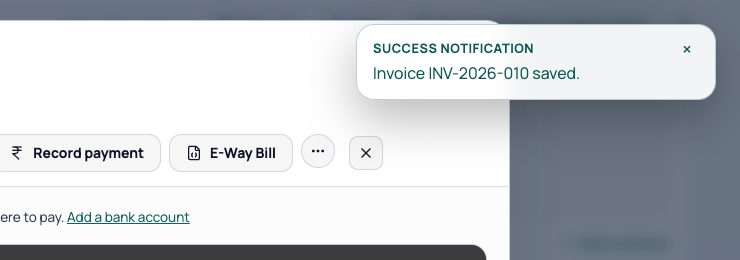 SUCCESS NOTIFICATION ×
Invoice INV-2026-010 saved.
₹ Record payment E-Way Bill ••• ×
ere to pay. Add a bank account